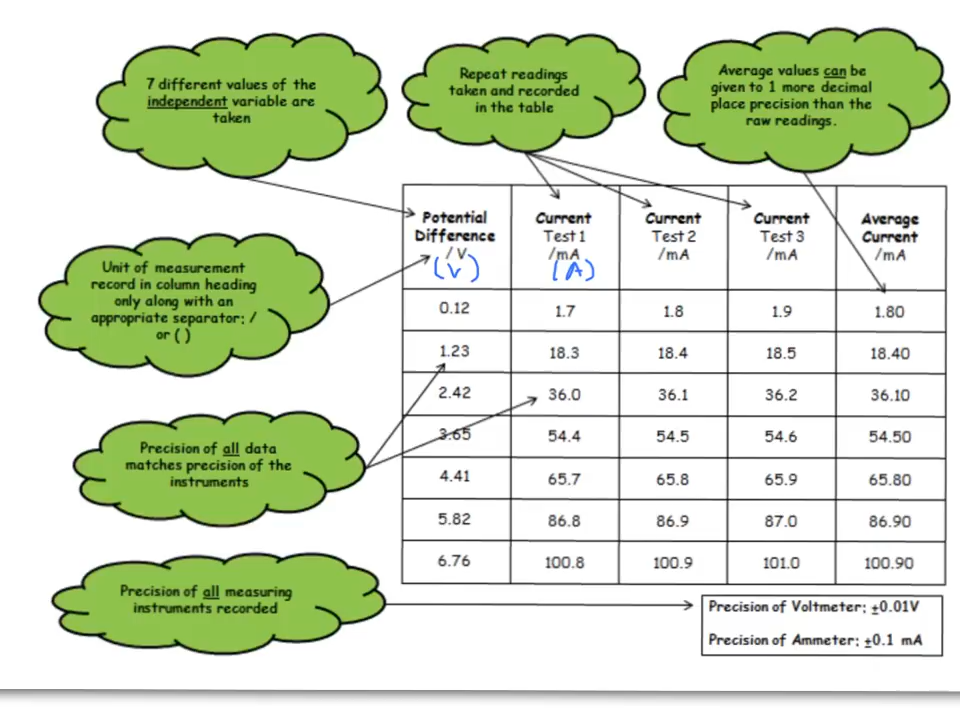 7 different values of the
independent variable are
taken
Repeat readings
taken and recorded
in the table
Average values can be
given to 1 more decimal
place precision than the
raw readings.
Unit of measurement
record in column heading
only along with an
appropriate separator; /
or ( )
Precision of all data
matches precision of the
instruments
Precision of all measuring
instruments recorded
Potential Difference / V (V) Current Test 1 /mA (A) Current Test 2 /mA Current Test 3 /mA Average Current /mA
0.12 1.7 1.8 1.9 1.80
1.23 18.3 18.4 18.5 18.40
2.42 36.0 36.1 36.2 36.10
3.65 54.4 54.5 54.6 54.50
4.41 65.7 65.8 65.9 65.80
5.82 86.8 86.9 87.0 86.90
6.76 100.8 100.9 101.0 100.90
Precision of Voltmeter; ±0.01V
Precision of Ammeter; ±0.1 mA